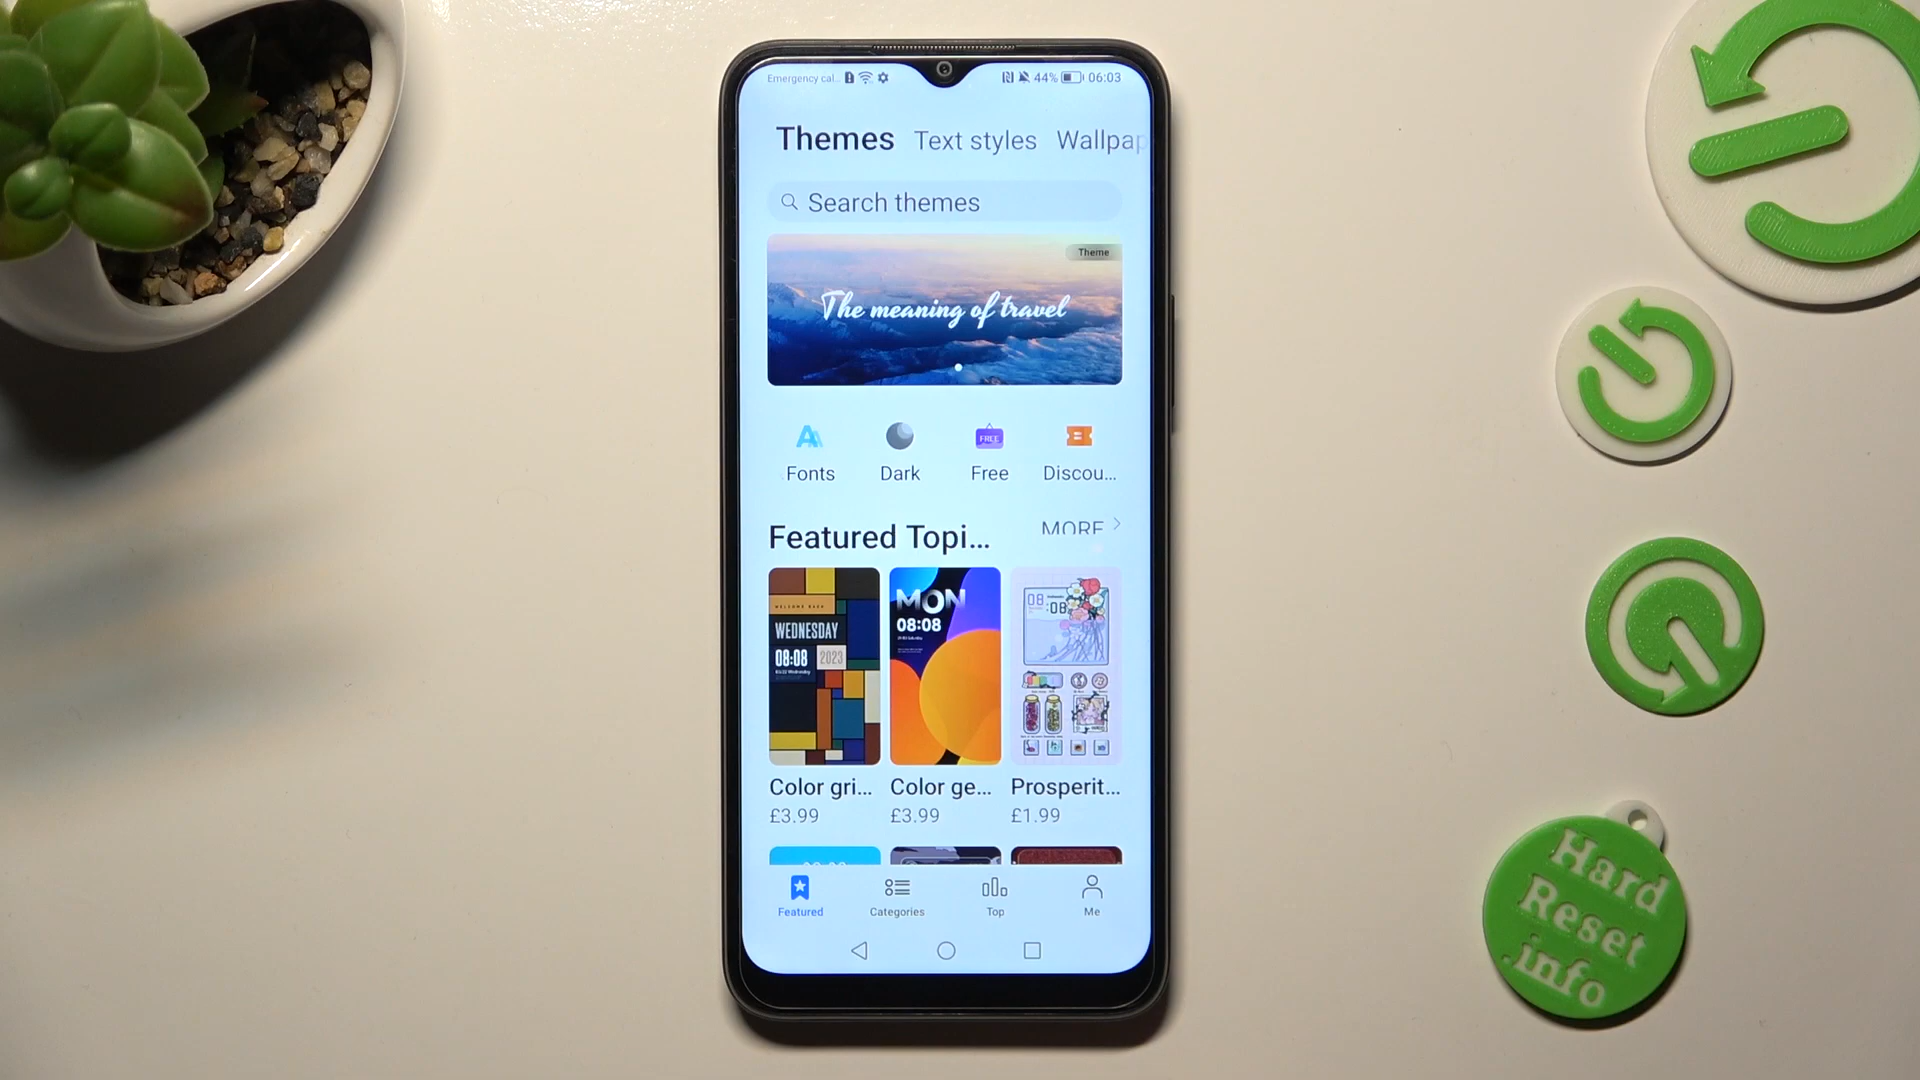 Emergency cal... 44% 06:03
Themes Text styles Wallpap
Search themes
Theme
The meaning of travel
FREE
Fonts Dark Free Discou...
Featured Topi... MORE
WELCOME BACK
WEDNESDAY
08:08 2023
MON
08:08
08 :08
Color gri... Color ge... Prosperit...
£3.99 £3.99 £1.99
Featured Categories Top Me
Hard
Reset
.info